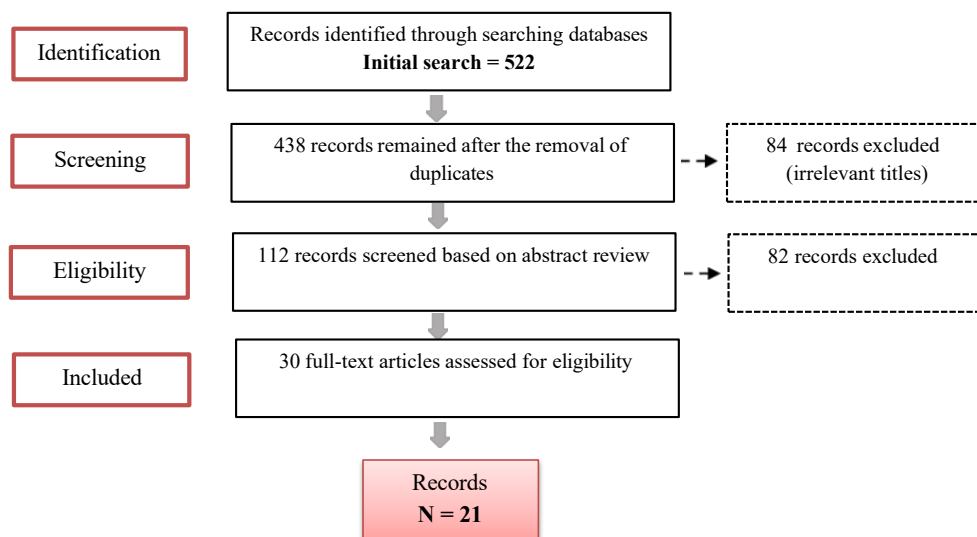 Identification
Records identified through searching databases
Initial search = 522
Screening
438 records remained after the removal of
duplicates
84 records excluded
(irrelevant titles)
Eligibility
112 records screened based on abstract review
82 records excluded
Included
30 full-text articles assessed for eligibility
Records
N = 21